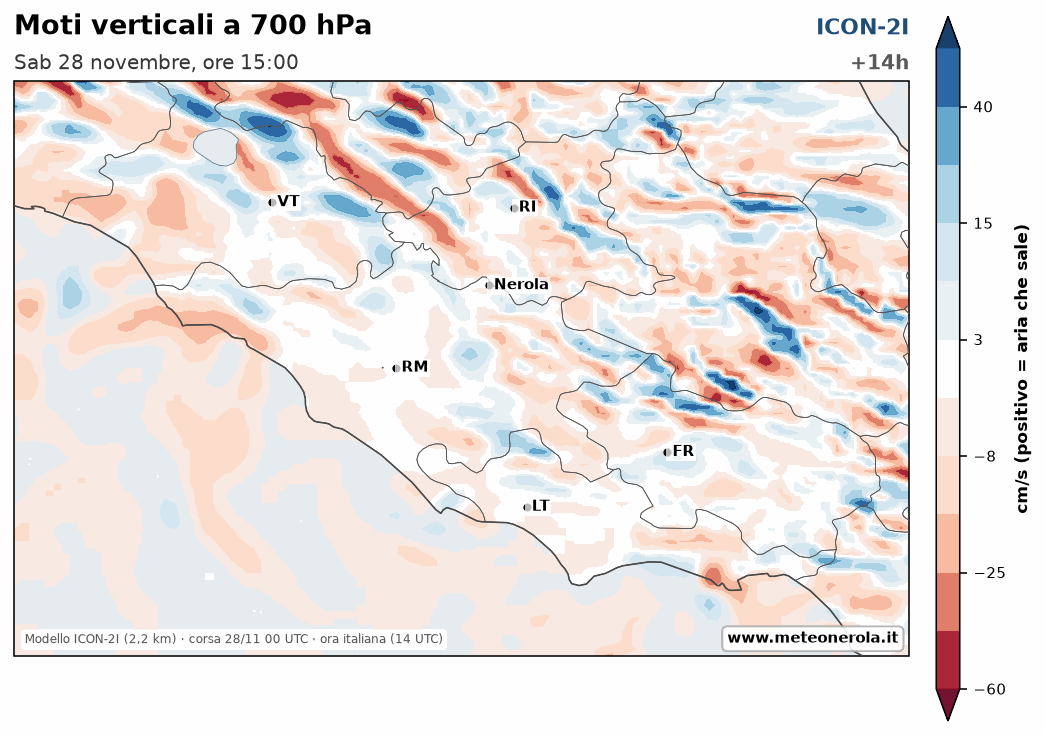 Moti verticali a 700 hPa
ICON-2I
Sab 28 novembre, ore 15:00
+14h
40
15
3
−8
−25
−60
cm/s (positivo = aria che sale)
VT
RI
Nerola
RM
FR
LT
Modello ICON-2I (2,2 km) · corsa 28/11 00 UTC · ora italiana (14 UTC)
www.meteonerola.it